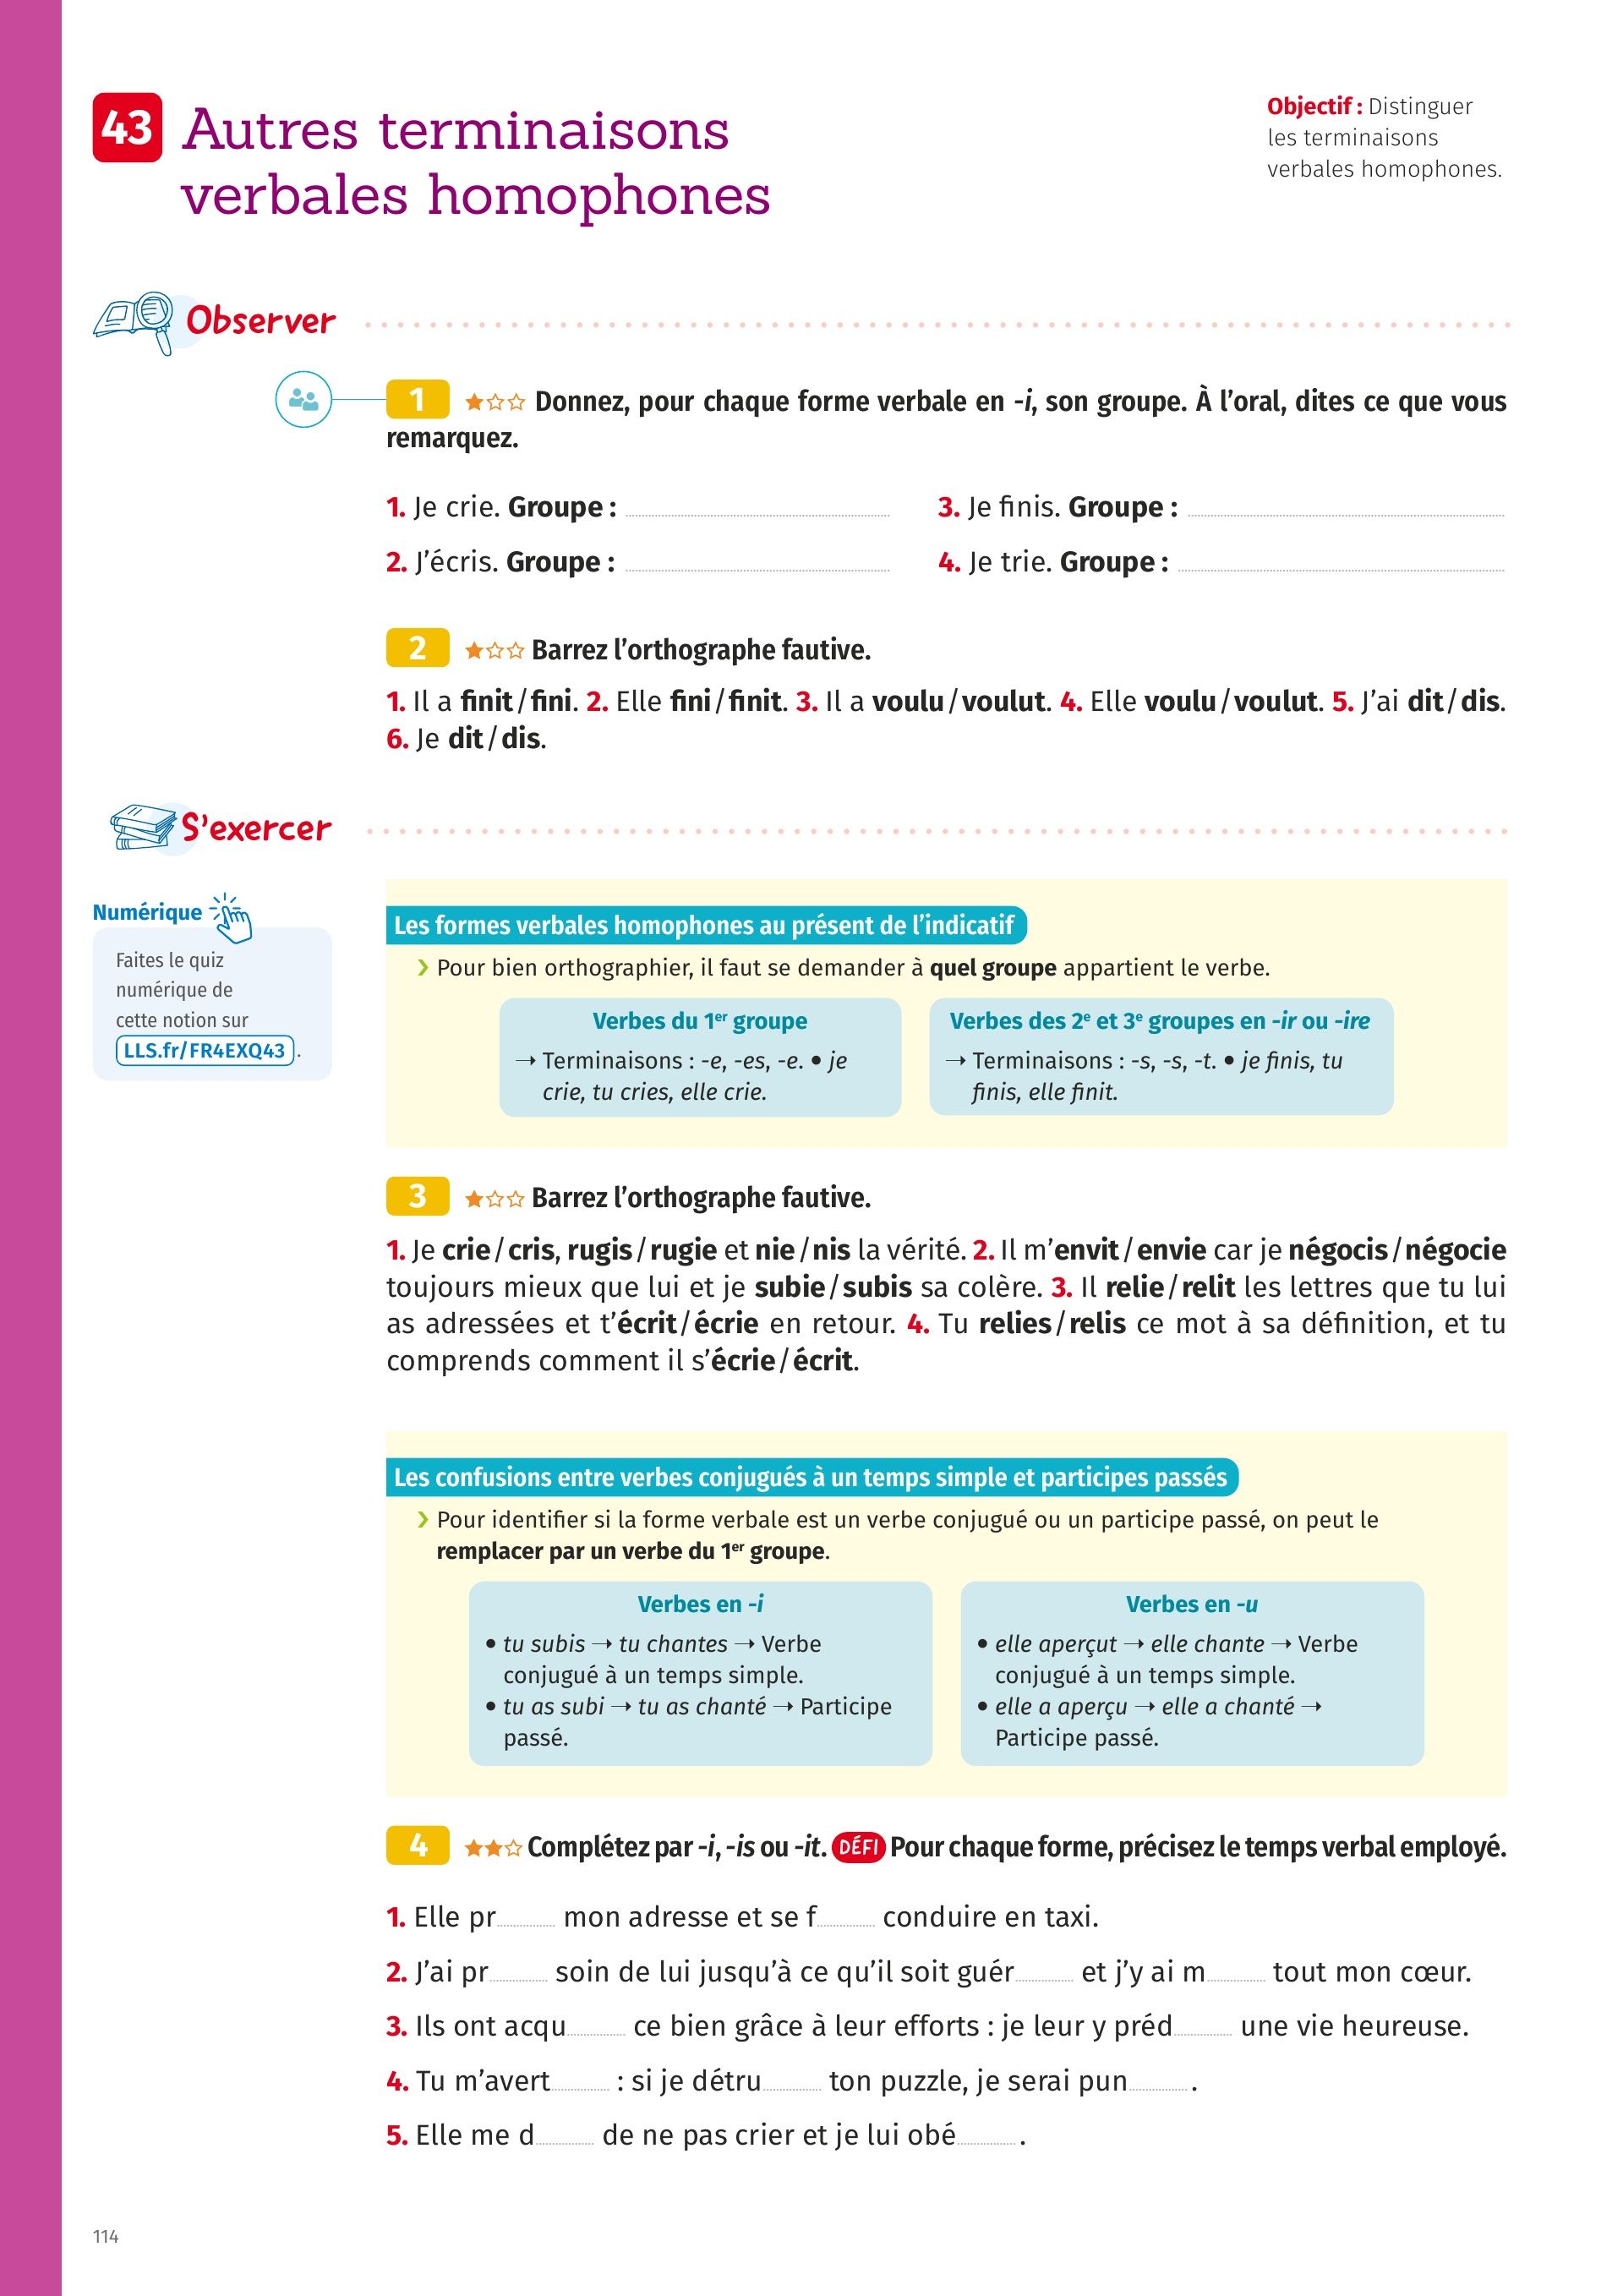 43 Autres terminaisons
verbales homophones
Objectif : Distinguer
les terminaisons
verbales homophones.
Observer
1 Donnez, pour chaque forme verbale en -i, son groupe. À l’oral, dites ce que vous
remarquez.
1. Je crie. Groupe :
2. J’écris. Groupe :
3. Je finis. Groupe :
4. Je trie. Groupe :
2 Barrez l’orthographe fautive.
1. Il a finit / fini. 2. Elle fini / finit. 3. Il a voulu / voulut. 4. Elle voulu / voulut. 5. J’ai dit / dis.
6. Je dit / dis.
S’exercer
Numérique
Faites le quiz
numérique de
cette notion sur
LLS.fr/FR4EXQ43 .
Les formes verbales homophones au présent de l’indicatif
› Pour bien orthographier, il faut se demander à quel groupe appartient le verbe.
Verbes du 1er groupe
→ Terminaisons : -e, -es, -e. • je
crie, tu cries, elle crie.
Verbes des 2e et 3e groupes en -ir ou -ire
→ Terminaisons : -s, -s, -t. • je finis, tu
finis, elle finit.
3 Barrez l’orthographe fautive.
1. Je crie / cris, rugis / rugie et nie / nis la vérité. 2. Il m’envit / envie car je négocis / négocie
toujours mieux que lui et je subie / subis sa colère. 3. Il relie / relit les lettres que tu lui
as adressées et t’écrit / écrie en retour. 4. Tu relies / relis ce mot à sa définition, et tu
comprends comment il s’écrie / écrit.
Les confusions entre verbes conjugués à un temps simple et participes passés
› Pour identifier si la forme verbale est un verbe conjugué ou un participe passé, on peut le
remplacer par un verbe du 1er groupe.
Verbes en -i
• tu subis → tu chantes → Verbe
conjugué à un temps simple.
• tu as subi → tu as chanté → Participe
passé.
Verbes en -u
• elle aperçut → elle chante → Verbe
conjugué à un temps simple.
• elle a aperçu → elle a chanté →
Participe passé.
4 Complétez par -i, -is ou -it. DÉFI Pour chaque forme, précisez le temps verbal employé.
1. Elle pr........ mon adresse et se f........ conduire en taxi.
2. J’ai pr........ soin de lui jusqu’à ce qu’il soit guér........ et j’y ai m........ tout mon cœur.
3. Ils ont acqu........ ce bien grâce à leur efforts : je leur y préd........ une vie heureuse.
4. Tu m’avert........ : si je détru........ ton puzzle, je serai pun........ .
5. Elle me d........ de ne pas crier et je lui obé........ .
114